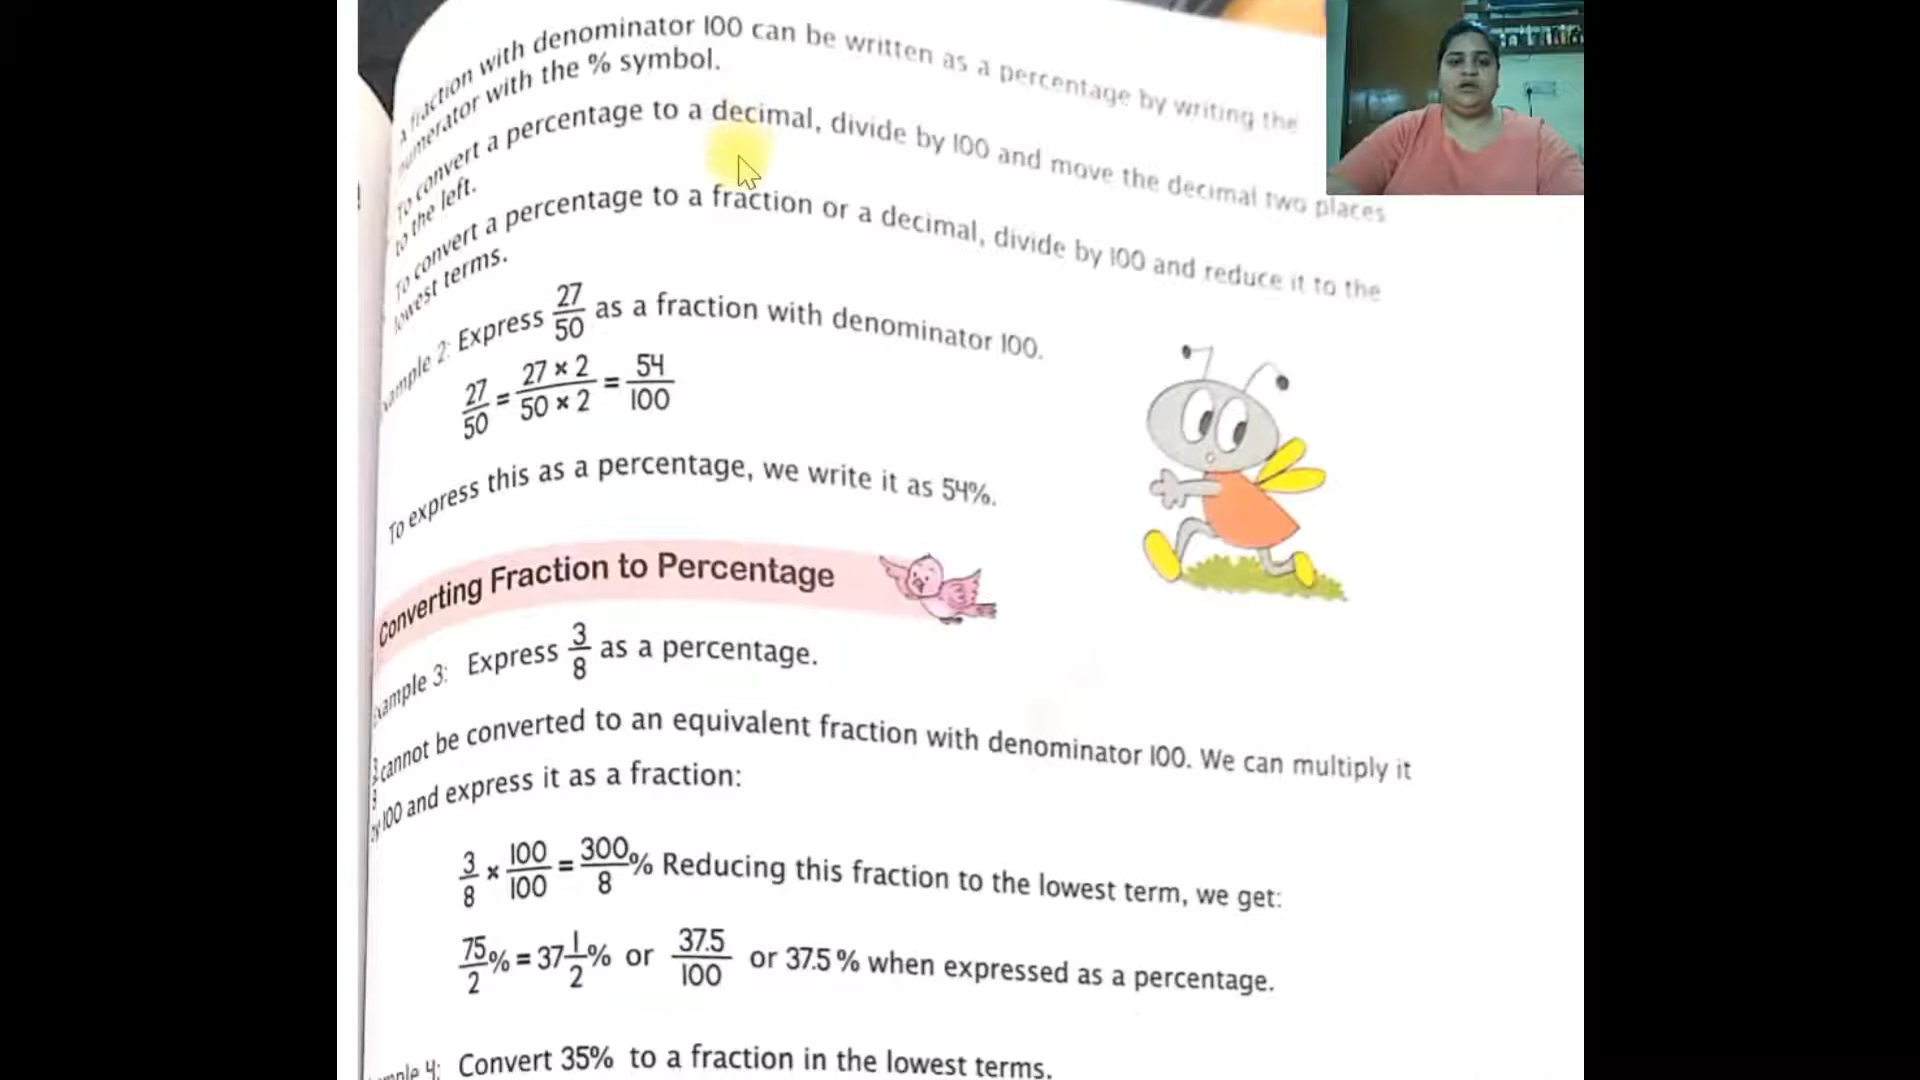 A fraction with denominator 100 can be written as a percentage by writing the
numerator with the % symbol.
To convert a percentage to a decimal, divide by 100 and move the decimal two places
to the left.
To convert a percentage to a fraction or a decimal, divide by 100 and reduce it to the
lowest terms.
ample 2: Express 27/50 as a fraction with denominator 100.
27/50 = 27 × 2/50 × 2 = 54/100
To express this as a percentage, we write it as 54%.
Converting Fraction to Percentage
xample 3: Express 3/8 as a percentage.
cannot be converted to an equivalent fraction with denominator 100. We can multiply it
by 100 and express it as a fraction:
3/8 × 100/100 = 300/8 % Reducing this fraction to the lowest term, we get:
75/2 % = 37 1/2 % or 37.5/100 or 37.5 % when expressed as a percentage.
mple 4: Convert 35% to a fraction in the lowest terms.